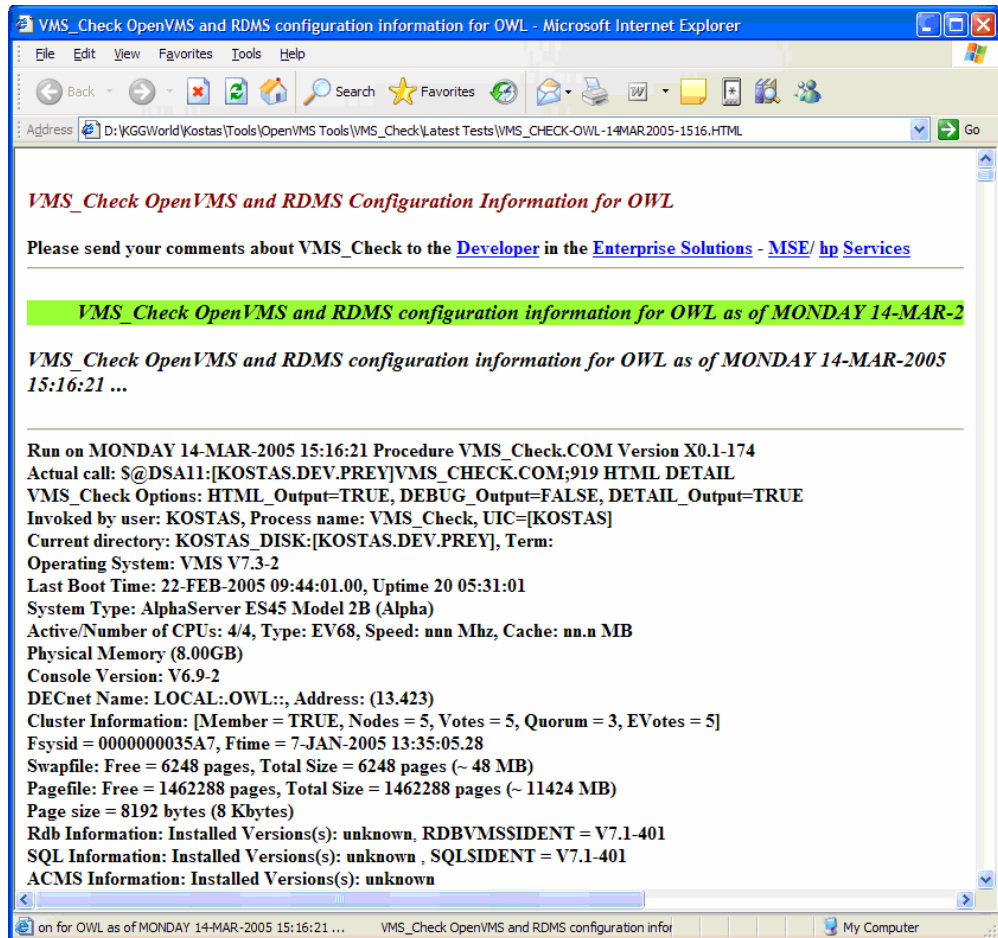 VMS_Check OpenVMS and RDMS configuration information for OWL - Microsoft Internet Explorer
File Edit View Favorites Tools Help
Back Search Favorites
Address D:\KGGWorld\Kostas\Tools\OpenVMS Tools\VMS_Check\Latest Tests\VMS_CHECK-OWL-14MAR2005-1516.HTML Go
VMS_Check OpenVMS and RDMS Configuration Information for OWL
Please send your comments about VMS_Check to the Developer in the Enterprise Solutions - MSE/ hp Services
VMS_Check OpenVMS and RDMS configuration information for OWL as of MONDAY 14-MAR-2
VMS_Check OpenVMS and RDMS configuration information for OWL as of MONDAY 14-MAR-2005
15:16:21 ...
Run on MONDAY 14-MAR-2005 15:16:21 Procedure VMS_Check.COM Version X0.1-174
Actual call: $@DSA11:[KOSTAS.DEV.PREY]VMS_CHECK.COM;919 HTML DETAIL
VMS_Check Options: HTML_Output=TRUE, DEBUG_Output=FALSE, DETAIL_Output=TRUE
Invoked by user: KOSTAS, Process name: VMS_Check, UIC=[KOSTAS]
Current directory: KOSTAS_DISK:[KOSTAS.DEV.PREY], Term:
Operating System: VMS V7.3-2
Last Boot Time: 22-FEB-2005 09:44:01.00, Uptime 20 05:31:01
System Type: AlphaServer ES45 Model 2B (Alpha)
Active/Number of CPUs: 4/4, Type: EV68, Speed: nnn Mhz, Cache: nn.n MB
Physical Memory (8.00GB)
Console Version: V6.9-2
DECnet Name: LOCAL:.OWL::, Address: (13.423)
Cluster Information: [Member = TRUE, Nodes = 5, Votes = 5, Quorum = 3, EVotes = 5]
Fsysid = 0000000035A7, Ftime = 7-JAN-2005 13:35:05.28
Swapfile: Free = 6248 pages, Total Size = 6248 pages (~ 48 MB)
Pagefile: Free = 1462288 pages, Total Size = 1462288 pages (~ 11424 MB)
Page size = 8192 bytes (8 Kbytes)
Rdb Information: Installed Versions(s): unknown, RDBVMS$IDENT = V7.1-401
SQL Information: Installed Versions(s): unknown , SQL$IDENT = V7.1-401
ACMS Information: Installed Versions(s): unknown
on for OWL as of MONDAY 14-MAR-2005 15:16:21 ... VMS_Check OpenVMS and RDMS configuration infor My Computer